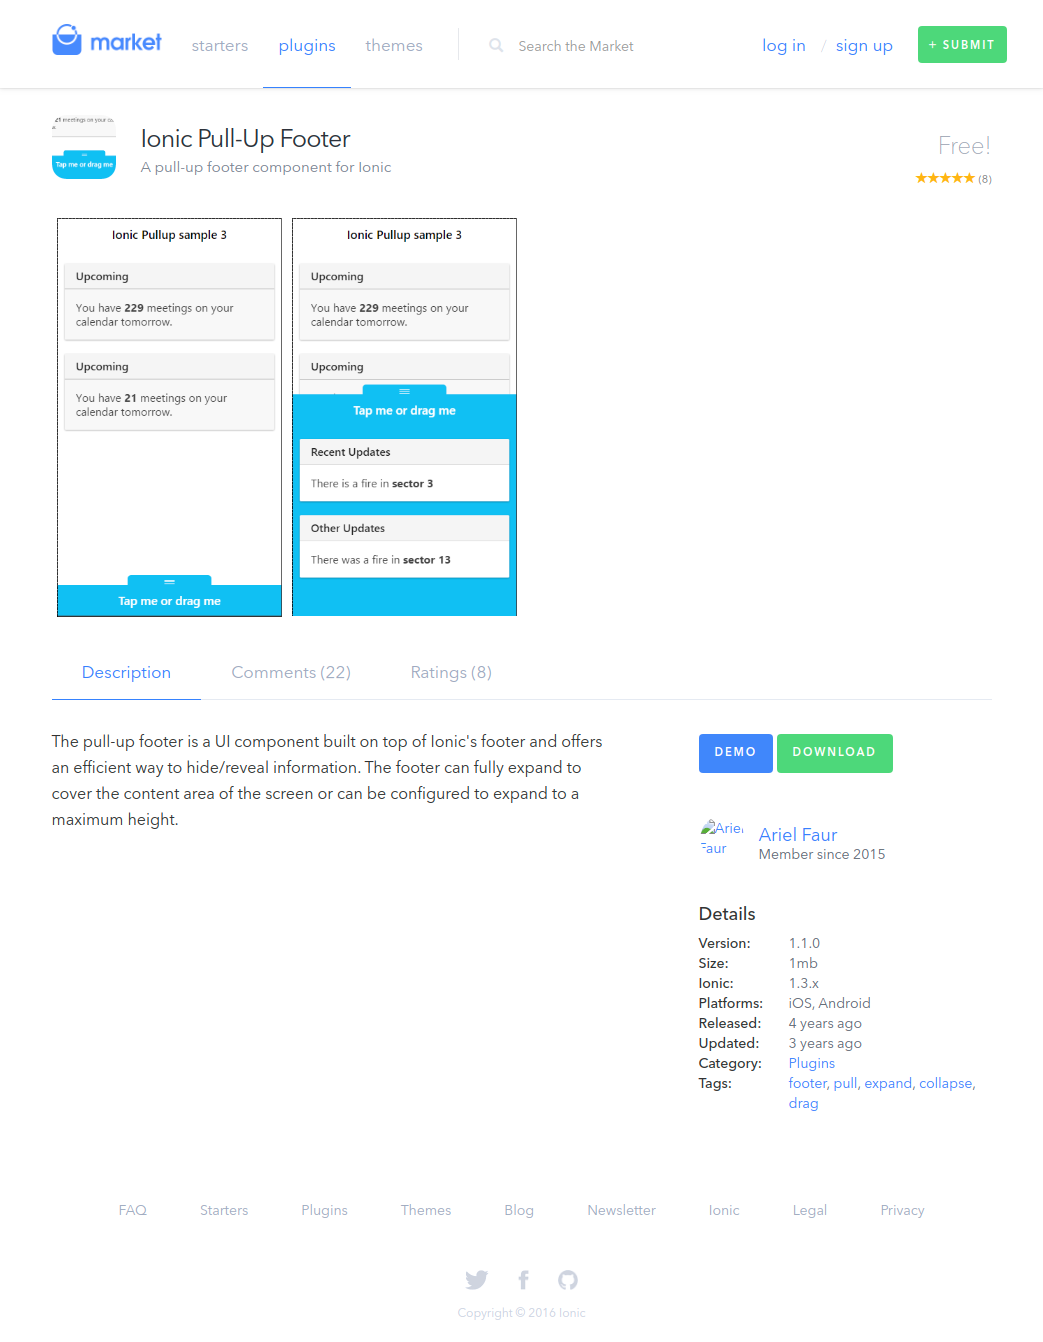 market
starters
plugins
themes
Search the Market
log in / sign up
+ SUBMIT
21 meetings on your
Tap me or drag me
Ionic Pull-Up Footer
A pull-up footer component for Ionic
Free!
★★★★★ (8)
Ionic Pullup sample 3
Upcoming
You have 229 meetings on your
calendar tomorrow.
Upcoming
You have 21 meetings on your
calendar tomorrow.
Tap me or drag me
Ionic Pullup sample 3
Upcoming
You have 229 meetings on your
calendar tomorrow.
Upcoming
Tap me or drag me
Recent Updates
There is a fire in sector 3
Other Updates
There was a fire in sector 13
Description
Comments (22)
Ratings (8)
The pull-up footer is a UI component built on top of Ionic's footer and offers
an efficient way to hide/reveal information. The footer can fully expand to
cover the content area of the screen or can be configured to expand to a
maximum height.
DEMO
DOWNLOAD
Ariel
Faur
Ariel Faur
Member since 2015
Details
Version: 1.1.0
Size: 1mb
Ionic: 1.3.x
Platforms: iOS, Android
Released: 4 years ago
Updated: 3 years ago
Category: Plugins
Tags: footer, pull, expand, collapse,
drag
FAQ
Starters
Plugins
Themes
Blog
Newsletter
Ionic
Legal
Privacy
Copyright © 2016 Ionic